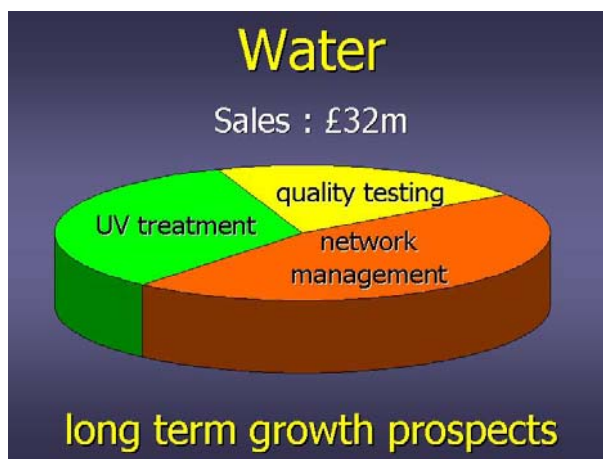 Water
Sales : £32m
quality testing
UV treatment
network
management
long term growth prospects